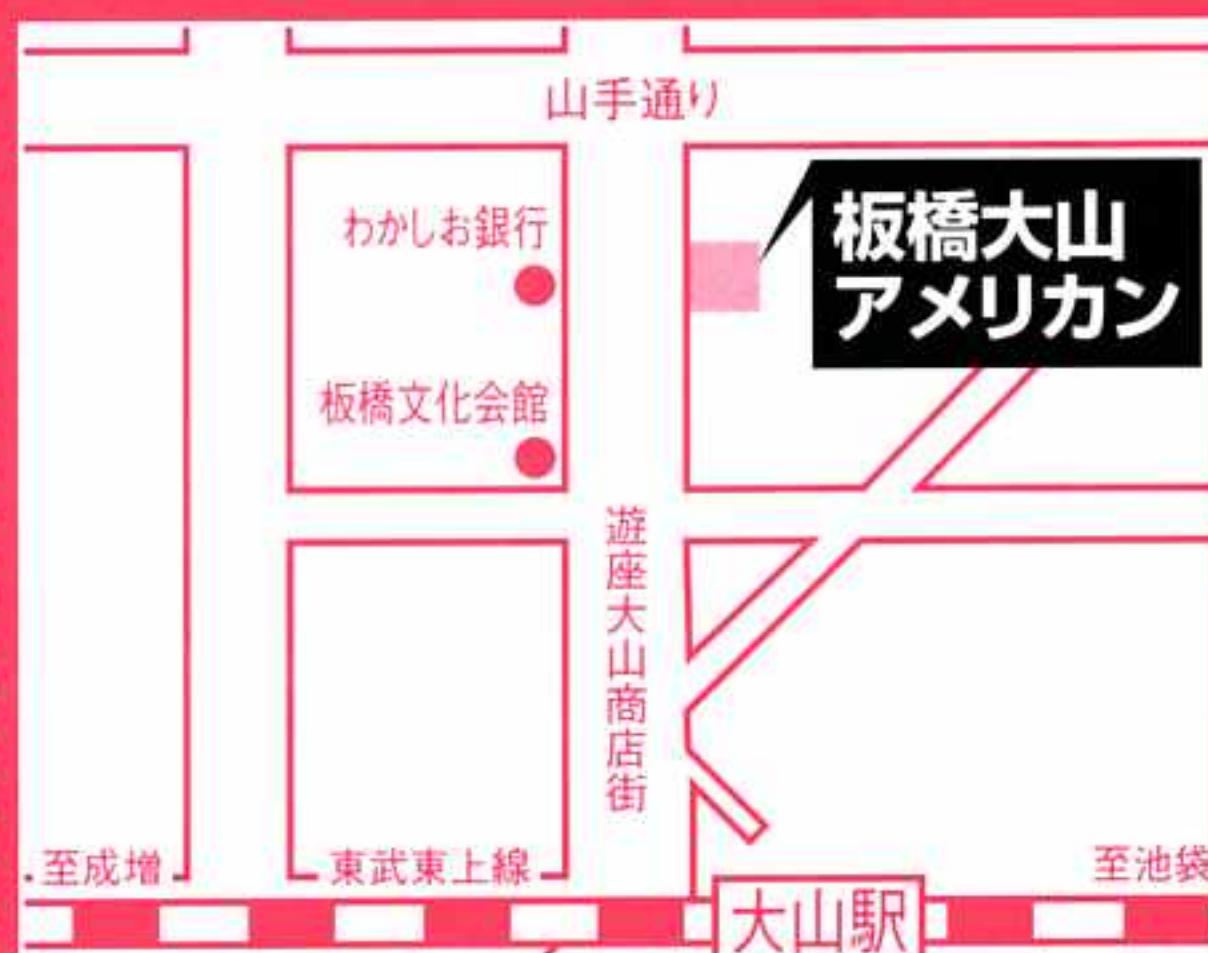 山手通り
わかしお銀行
板橋大山
アメリカン
板橋文化会館
遊座大山商店街
至成増
東武東上線
至池袋
大山駅